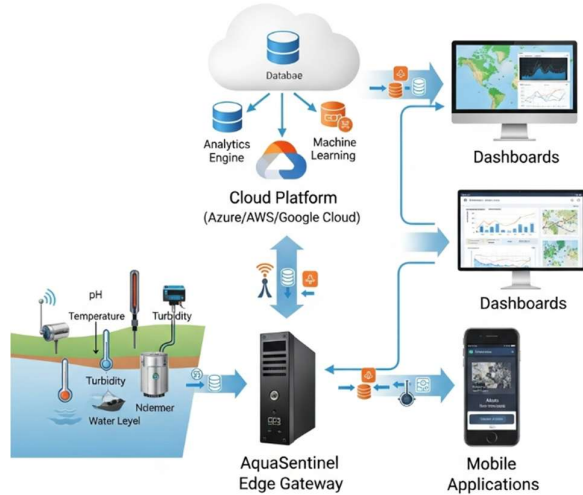 Databae
Analytics
Engine
Machine
Learning
Cloud Platform
(Azure/AWS/Google Cloud)
Dashboards
Dashboards
pH
Temperature
Turbidity
Turbidity
Water Leyel
Ndemmer
AquaSentinel
Edge Gateway
Mobile
Applications